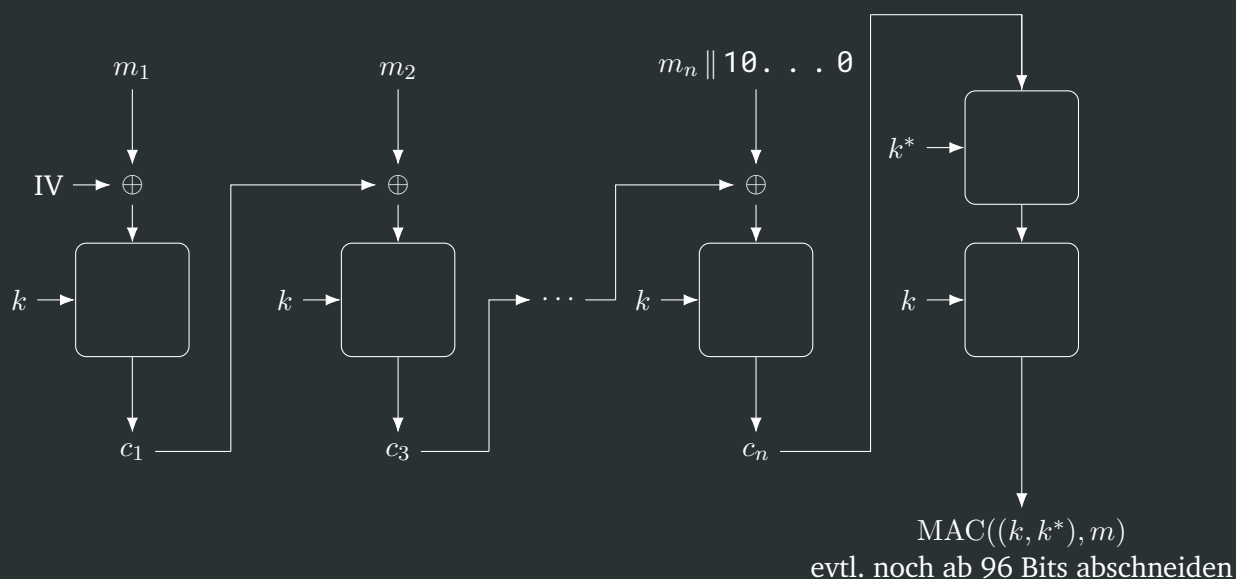 m₁ m₂ mₙ ‖ 10...0
k*
IV ⊕ ⊕ ⊕
k k ··· k k
c₁ c₃ cₙ
MAC((k, k*), m)
evtl. noch ab 96 Bits abschneiden